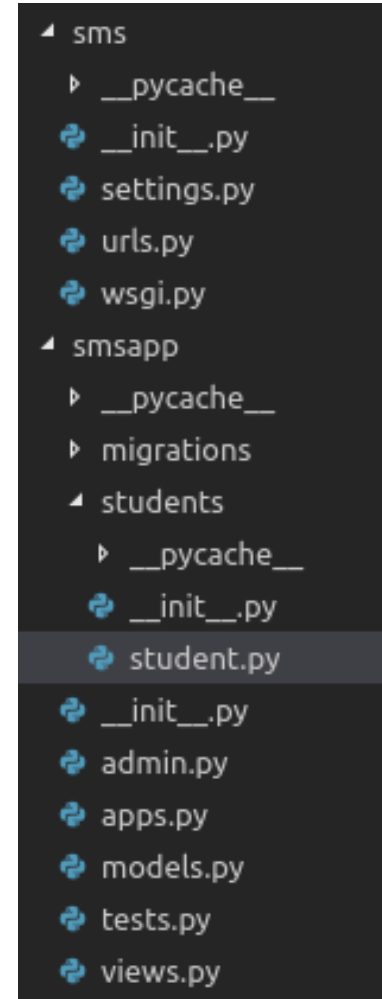 sms
__pycache__
__init__.py
settings.py
urls.py
wsgi.py
smsapp
__pycache__
migrations
students
__pycache__
__init__.py
student.py
__init__.py
admin.py
apps.py
models.py
tests.py
views.py